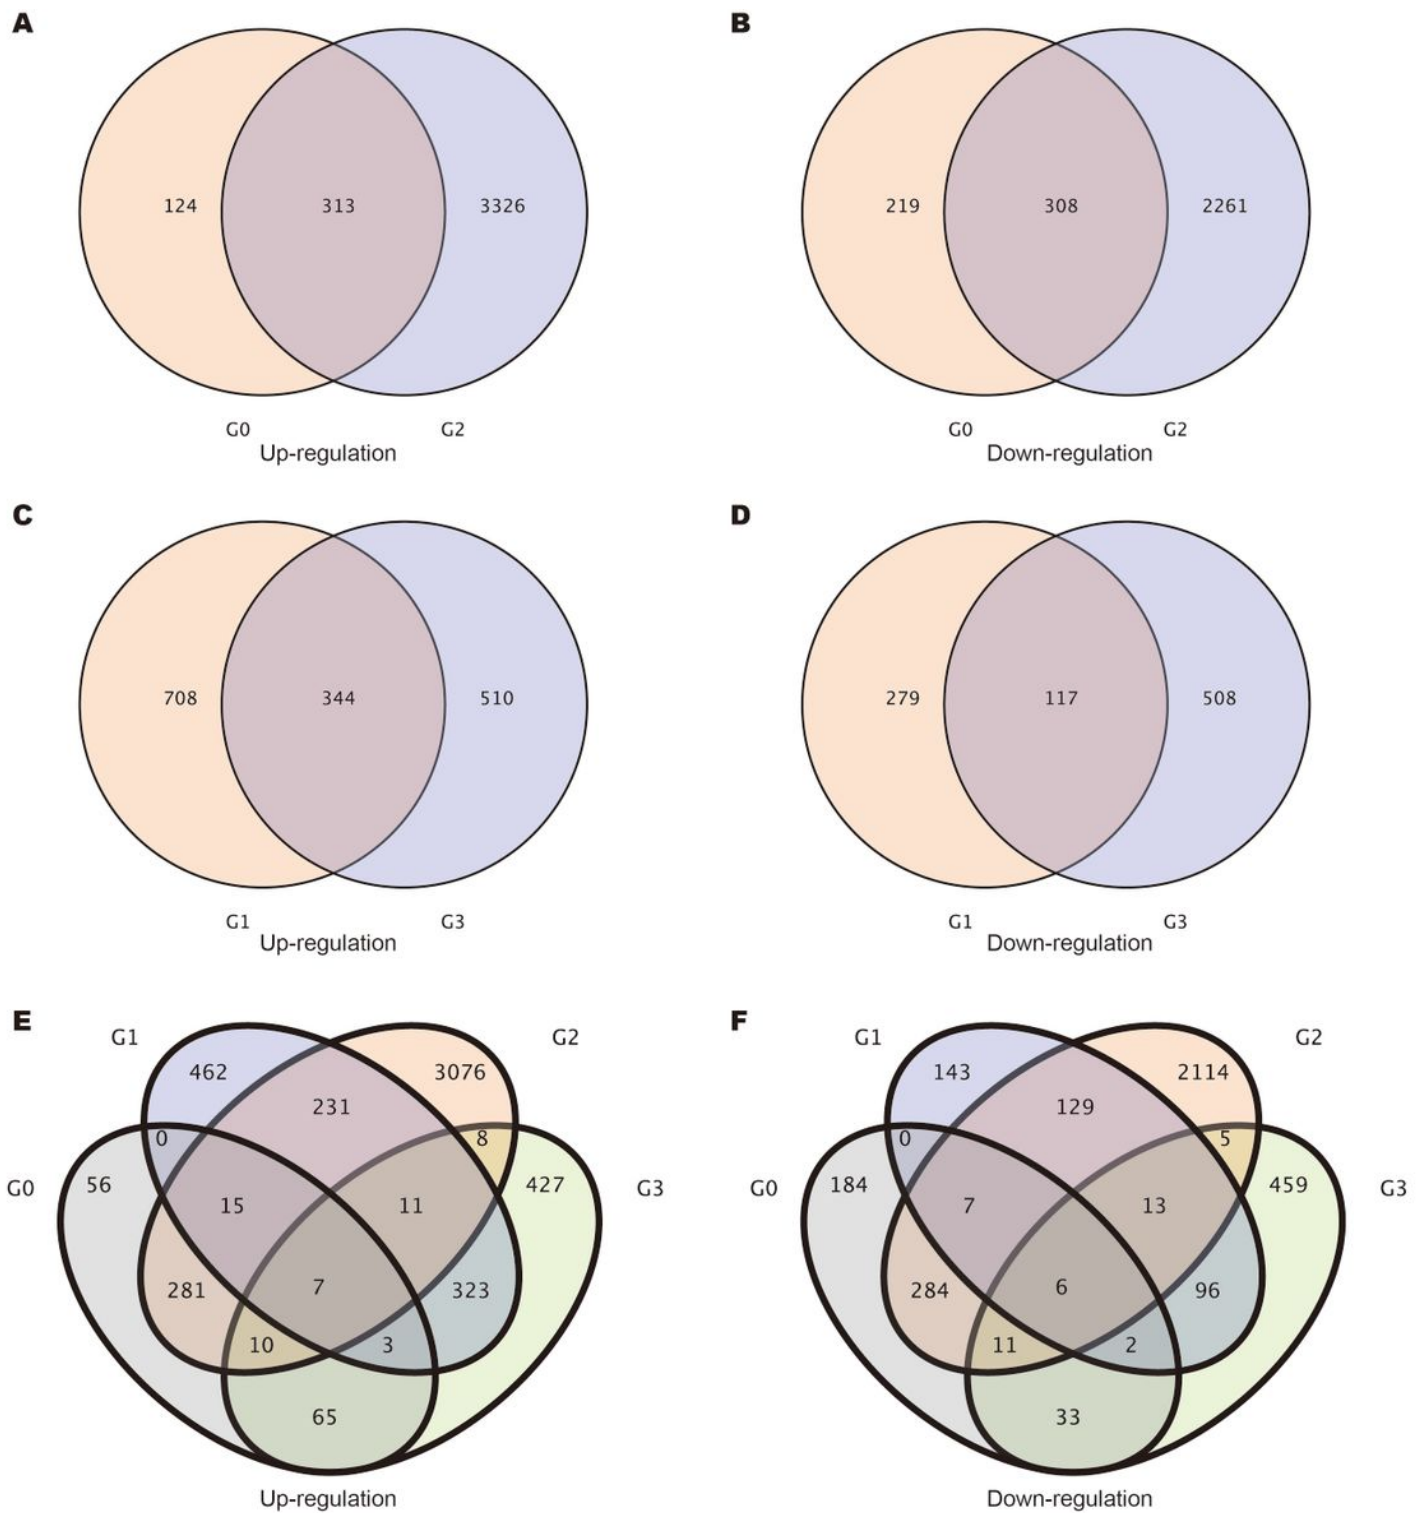 A
B
124 313 3326
219 308 2261
G0 G2
Up-regulation
G0 G2
Down-regulation
C
D
708 344 510
279 117 508
G1 G3
Up-regulation
G1 G3
Down-regulation
E
G1 G2
462 3076
231
0 8
G0 56 427 G3
15 11
281 7 323
10 3
65
Up-regulation
F
G1 G2
143 2114
129
0 5
G0 184 459 G3
7 13
284 6 96
11 2
33
Down-regulation